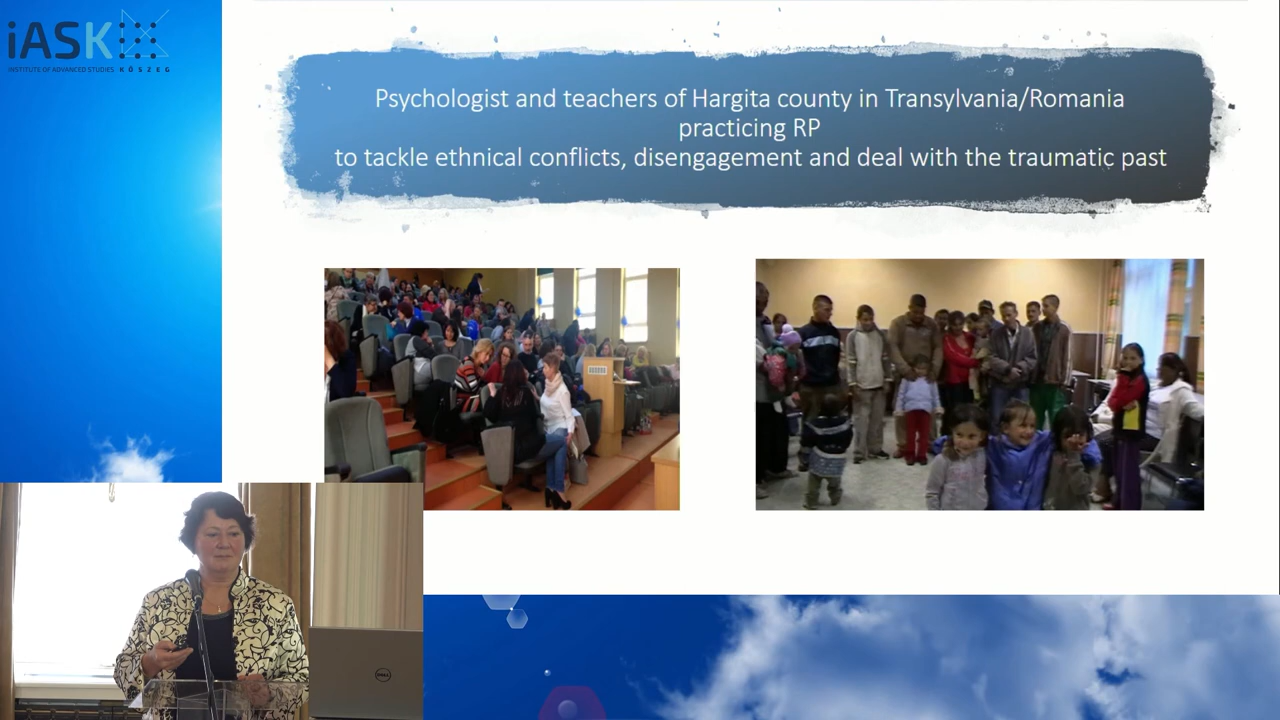 iASK
INSTITUTE OF ADVANCED STUDIES KŐSZEG
Psychologist and teachers of Hargita county in Transylvania/Romania
practicing RP
to tackle ethnical conflicts, disengagement and deal with the traumatic past
DELL